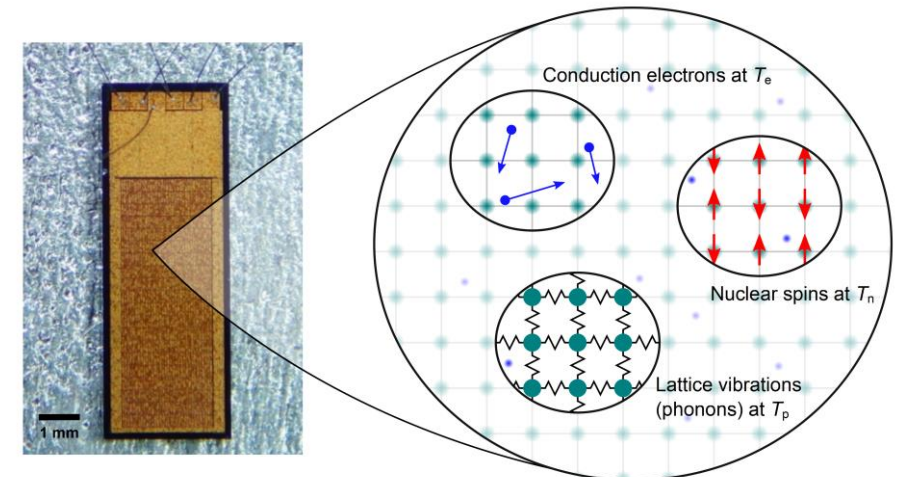 Conduction electrons at Te
Nuclear spins at Tn
Lattice vibrations
(phonons) at Tp
1 mm